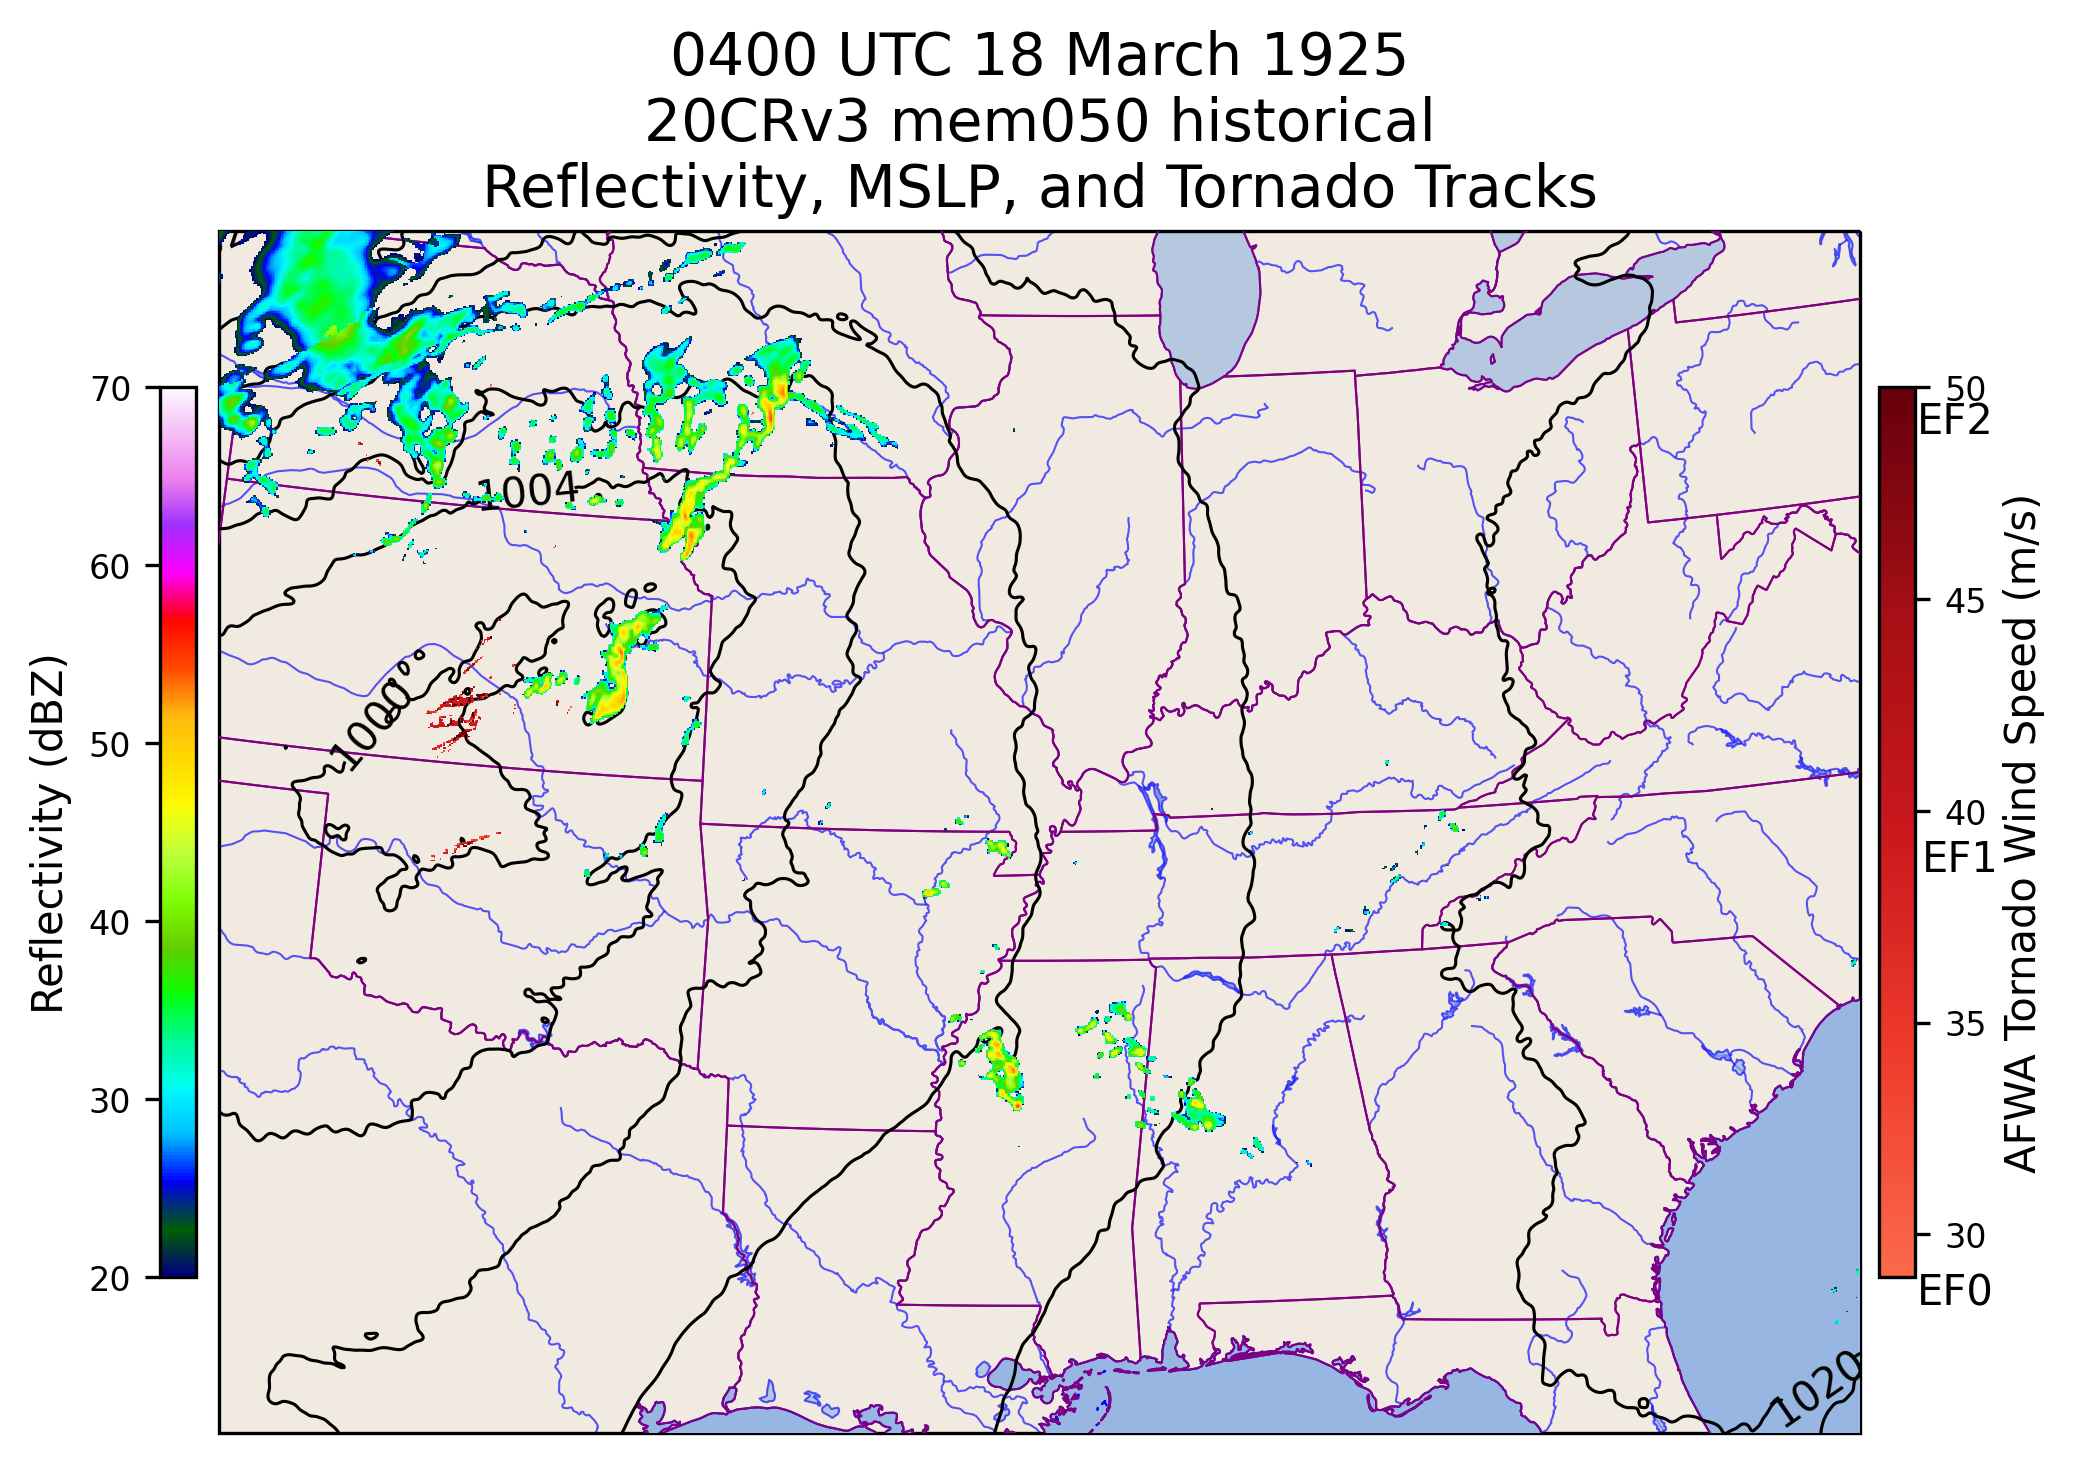 0400 UTC 18 March 1925
20CRv3 mem050 historical
Reflectivity, MSLP, and Tornado Tracks
70
60
50
40
30
20
Reflectivity (dBZ)
1004
1000
1020
50
EF2
45
40
EF1
35
30
EF0
AFWA Tornado Wind Speed (m/s)